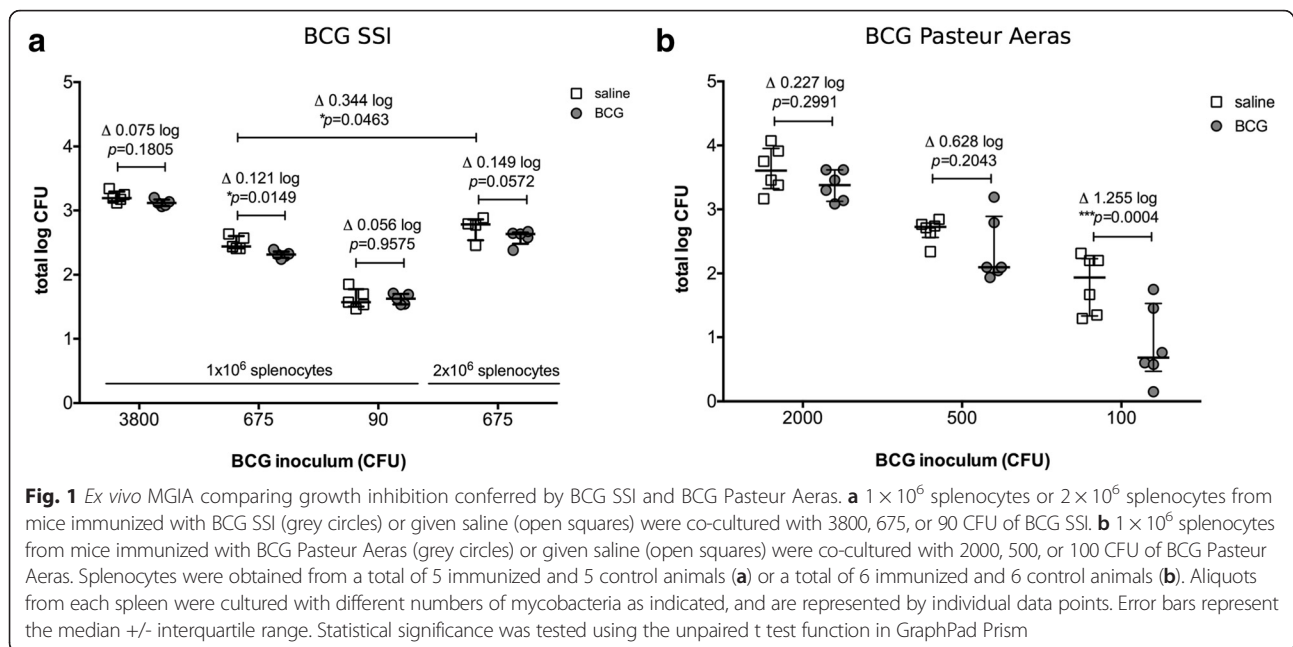 a
BCG SSI
total log CFU
5
4
3
2
1
0
saline
BCG
Δ 0.344 log
*p=0.0463
Δ 0.075 log
p=0.1805
Δ 0.121 log
*p=0.0149
Δ 0.056 log
p=0.9575
Δ 0.149 log
p=0.0572
1x10⁶ splenocytes
2x10⁶ splenocytes
3800
675
90
675
BCG inoculum (CFU)
b
BCG Pasteur Aeras
total log CFU
5
4
3
2
1
0
saline
BCG
Δ 0.227 log
p=0.2991
Δ 0.628 log
p=0.2043
Δ 1.255 log
***p=0.0004
2000
500
100
BCG inoculum (CFU)
Fig. 1 Ex vivo MGIA comparing growth inhibition conferred by BCG SSI and BCG Pasteur Aeras. a 1 × 10⁶ splenocytes or 2 × 10⁶ splenocytes from
mice immunized with BCG SSI (grey circles) or given saline (open squares) were co-cultured with 3800, 675, or 90 CFU of BCG SSI. b 1 × 10⁶ splenocytes
from mice immunized with BCG Pasteur Aeras (grey circles) or given saline (open squares) were co-cultured with 2000, 500, or 100 CFU of BCG Pasteur
Aeras. Splenocytes were obtained from a total of 5 immunized and 5 control animals (a) or a total of 6 immunized and 6 control animals (b). Aliquots
from each spleen were cultured with different numbers of mycobacteria as indicated, and are represented by individual data points. Error bars represent
the median +/- interquartile range. Statistical significance was tested using the unpaired t test function in GraphPad Prism